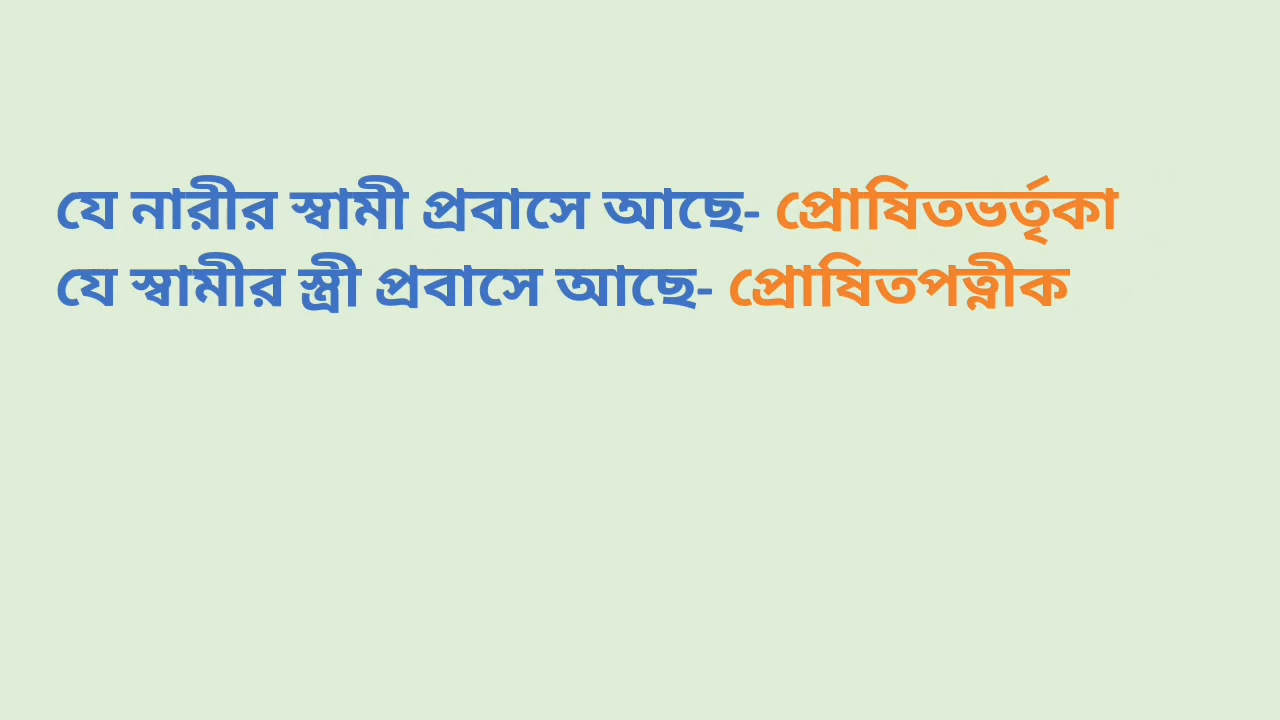 যে নারীর স্বামী প্রবাসে আছে- প্রোষিতভর্তৃকা
যে স্বামীর স্ত্রী প্রবাসে আছে- প্রোষিতপত্নীক